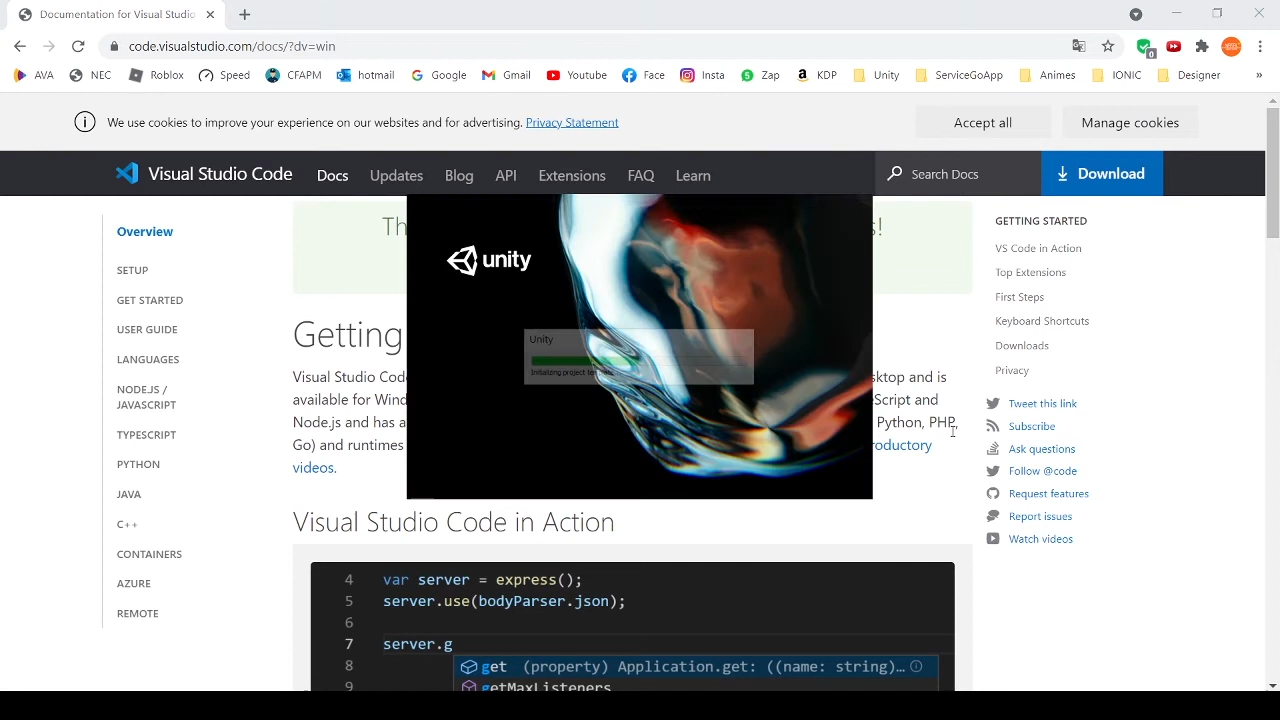 Documentation for Visual Studio
code.visualstudio.com/docs/?dv=win
0
AVA
NEC
Roblox
Speed
CFAPM
hotmail
Google
Gmail
Youtube
Face
Insta
Zap
KDP
Unity
ServiceGoApp
Animes
IONIC
Designer
»
We use cookies to improve your experience on our websites and for advertising. Privacy Statement
Accept all
Manage cookies
Visual Studio Code
Docs
Updates
Blog
API
Extensions
FAQ
Learn
Search Docs
Download
Overview
SETUP
GET STARTED
USER GUIDE
LANGUAGES
NODE.JS /
JAVASCRIPT
TYPESCRIPT
PYTHON
JAVA
C++
CONTAINERS
AZURE
REMOTE
Th
s!
unity
Unity
Initializing project
Getting
Visual Studio Code
available for Wind
Node.js and has a
Go) and runtimes
videos.
and is
and
Python, PHP,
Visual Studio Code in Action
4 var server = express();
5 server.use(bodyParser.json);
6
7 server.g
8 get (property) Application.get: ((name: string)…
9 getMaxListeners
GETTING STARTED
VS Code in Action
Top Extensions
First Steps
Keyboard Shortcuts
Downloads
Privacy
Tweet this link
Subscribe
Ask questions
Follow @code
Request features
Report issues
Watch videos